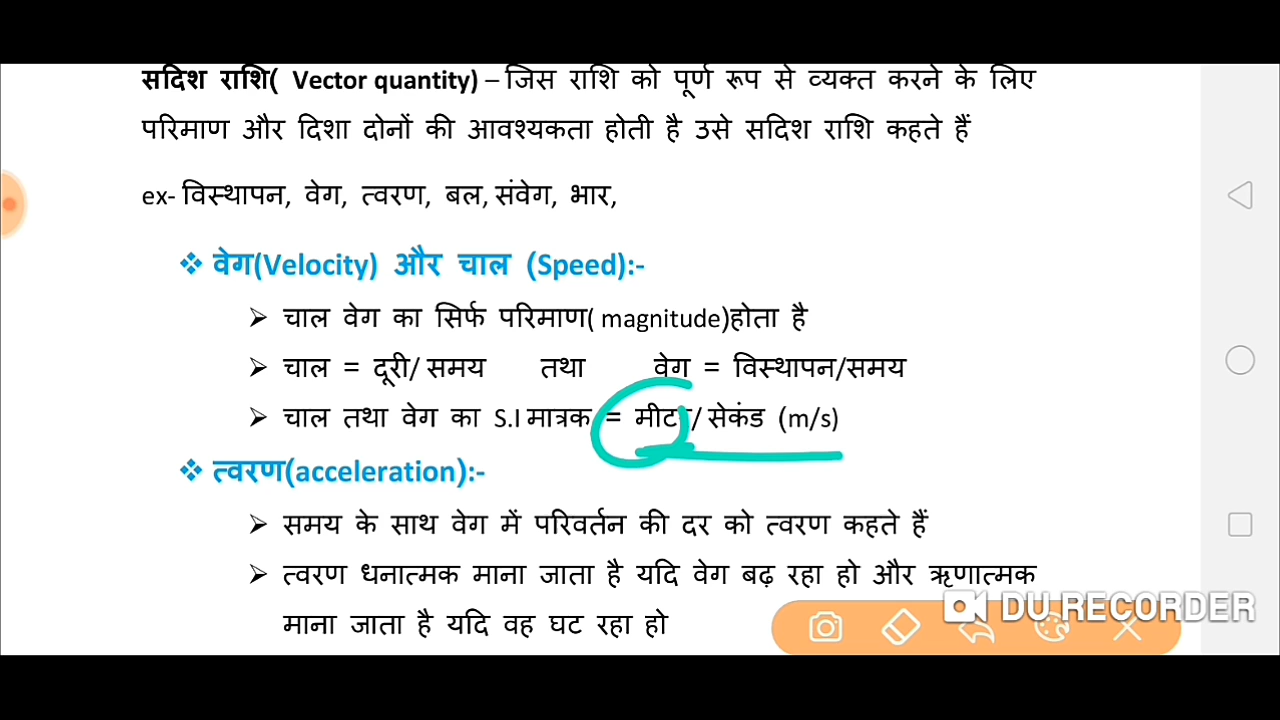 सदिश राशि( Vector quantity) – जिस राशि को पूर्ण रूप से व्यक्त करने के लिए
परिमाण और दिशा दोनों की आवश्यकता होती है उसे सदिश राशि कहते हैं
ex- विस्थापन, वेग, त्वरण, बल, संवेग, भार,
❖ वेग(Velocity) और चाल (Speed):-
➢ चाल वेग का सिर्फ परिमाण( magnitude)होता है
➢ चाल = दूरी/ समय तथा वेग = विस्थापन/समय
➢ चाल तथा वेग का S.I मात्रक = मीटर/ सेकंड (m/s)
❖ त्वरण(acceleration):-
➢ समय के साथ वेग में परिवर्तन की दर को त्वरण कहते हैं
➢ त्वरण धनात्मक माना जाता है यदि वेग बढ़ रहा हो और ऋणात्मक
माना जाता है यदि वह घट रहा हो
DU RECORDER